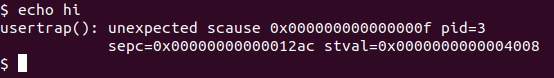 $ echo hi
usertrap(): unexpected scause 0x000000000000000f pid=3
sepc=0x00000000000012ac stval=0x0000000000004008
$